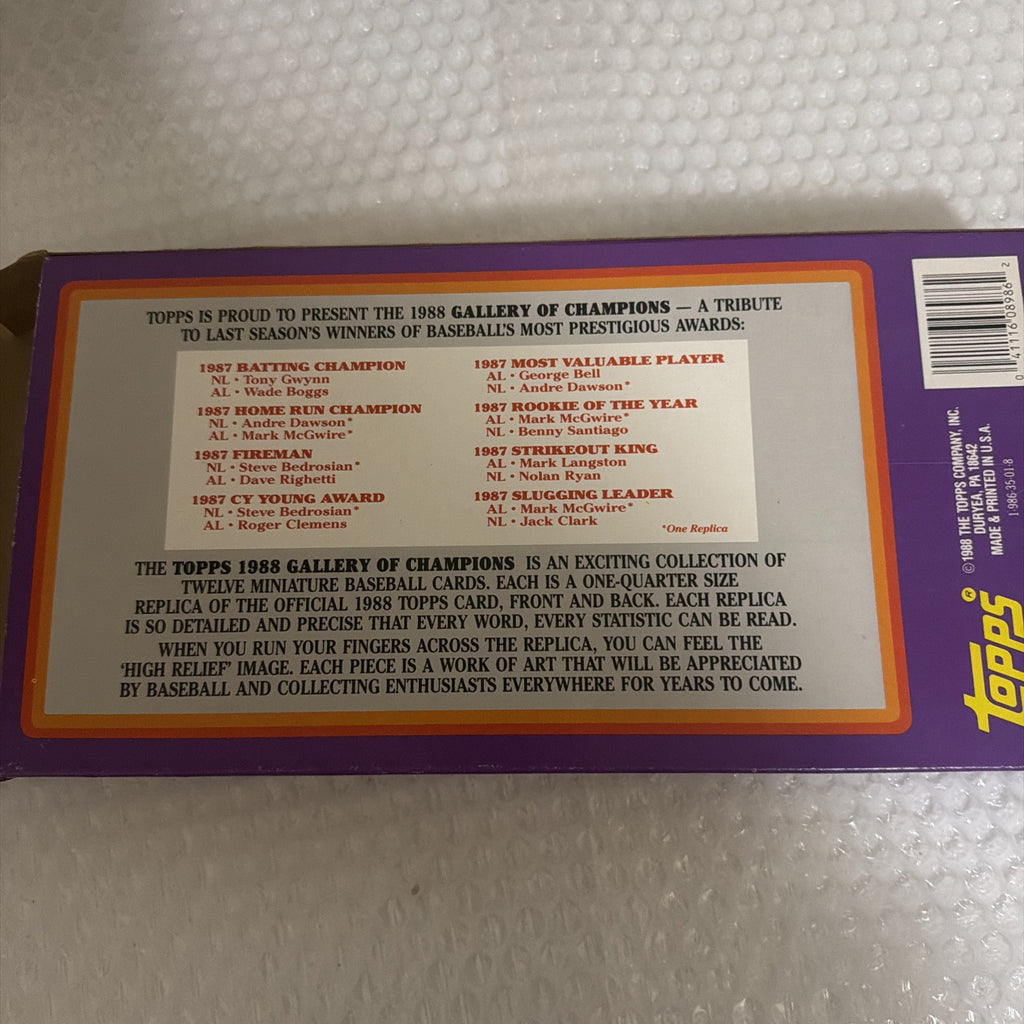 TOPPS IS PROUD TO PRESENT THE 1988 GALLERY OF CHAMPIONS — A TRIBUTE
TO LAST SEASON'S WINNERS OF BASEBALL'S MOST PRESTIGIOUS AWARDS:
1987 BATTING CHAMPION
NL • Tony Gwynn
AL • Wade Boggs
1987 HOME RUN CHAMPION
NL • Andre Dawson*
AL • Mark McGwire*
1987 FIREMAN
NL • Steve Bedrosian*
AL • Dave Righetti
1987 CY YOUNG AWARD
NL • Steve Bedrosian*
AL • Roger Clemens
1987 MOST VALUABLE PLAYER
AL • George Bell
NL • Andre Dawson*
1987 ROOKIE OF THE YEAR
AL • Mark McGwire*
NL • Benny Santiago
1987 STRIKEOUT KING
AL • Mark Langston
NL • Nolan Ryan
1987 SLUGGING LEADER
AL • Mark McGwire*
NL • Jack Clark
*One Replica
THE TOPPS 1988 GALLERY OF CHAMPIONS IS AN EXCITING COLLECTION OF
TWELVE MINIATURE BASEBALL CARDS. EACH IS A ONE-QUARTER SIZE
REPLICA OF THE OFFICIAL 1988 TOPPS CARD, FRONT AND BACK. EACH REPLICA
IS SO DETAILED AND PRECISE THAT EVERY WORD, EVERY STATISTIC CAN BE READ.
WHEN YOU RUN YOUR FINGERS ACROSS THE REPLICA, YOU CAN FEEL THE
'HIGH RELIEF' IMAGE. EACH PIECE IS A WORK OF ART THAT WILL BE APPRECIATED
BY BASEBALL AND COLLECTING ENTHUSIASTS EVERYWHERE FOR YEARS TO COME.
topps®
© 1988 THE TOPPS COMPANY, INC.
DURYEA, PA 18642
MADE & PRINTED IN U.S.A.
1-986-35-01-8
0 41116 08986 2